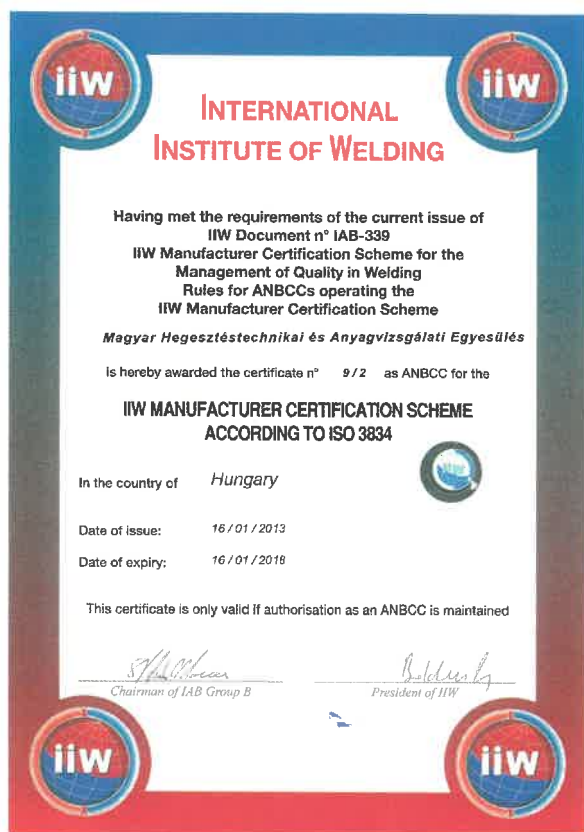 iiw
iiw
INTERNATIONAL
INSTITUTE OF WELDING
Having met the requirements of the current issue of
IIW Document n° IAB-339
IIW Manufacturer Certification Scheme for the
Management of Quality in Welding
Rules for ANBCCs operating the
IIW Manufacturer Certification Scheme
Magyar Hegesztéstechnikai és Anyagvizsgálati Egyesülés
is hereby awarded the certificate n° 9/2 as ANBCC for the
IIW MANUFACTURER CERTIFICATION SCHEME
ACCORDING TO ISO 3834
In the country of Hungary
Date of issue: 16/01/2013
Date of expiry: 16/01/2018
This certificate is only valid if authorisation as an ANBCC is maintained
Chairman of IAB Group B President of IIW
iiw
iiw